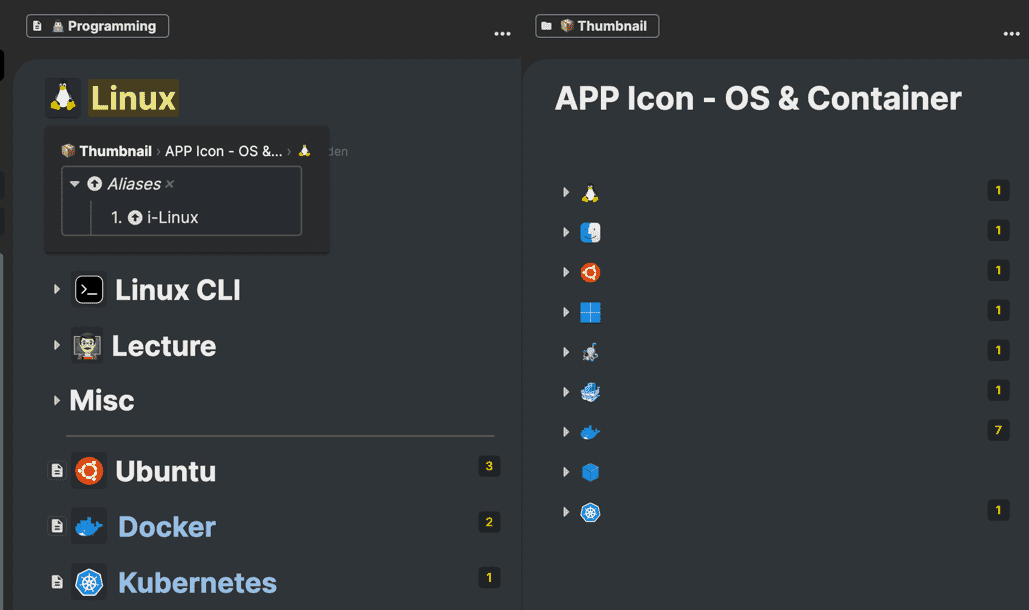 Programming
Linux
Thumbnail › APP Icon - OS &... ›
den
Aliases ×
1. i-Linux
Linux CLI
Lecture
Misc
Ubuntu 3
Docker 2
Kubernetes 1
Thumbnail
APP Icon - OS & Container
1
1
1
1
1
1
7
1